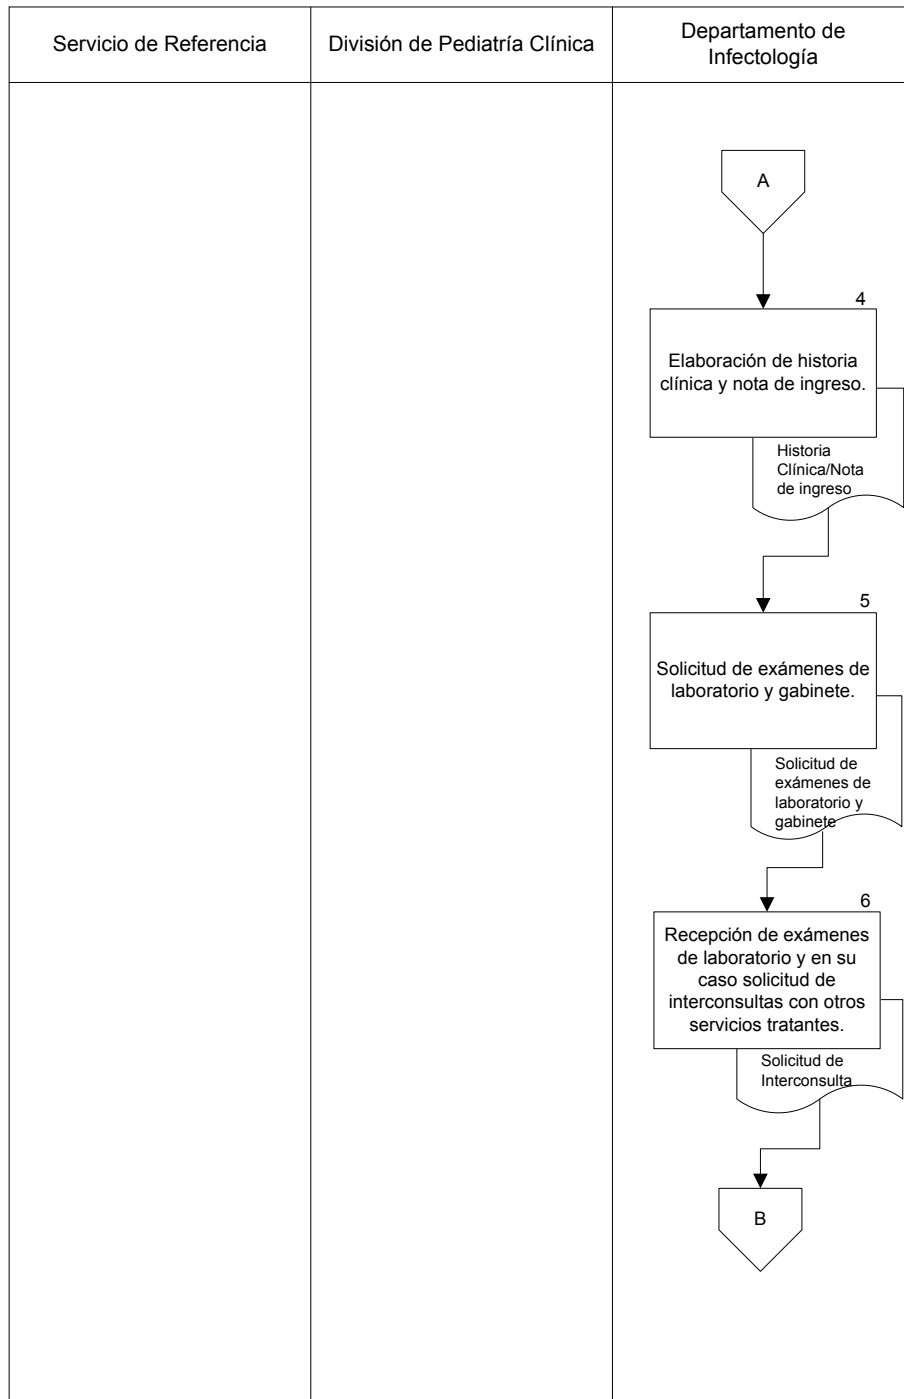 Servicio de Referencia
División de Pediatría Clínica
Departamento de
Infectología
A
4
Elaboración de historia
clínica y nota de ingreso.
Historia
Clínica/Nota
de ingreso
5
Solicitud de exámenes de
laboratorio y gabinete.
Solicitud de
exámenes de
laboratorio y
gabinete
6
Recepción de exámenes
de laboratorio y en su
caso solicitud de
interconsultas con otros
servicios tratantes.
Solicitud de
Interconsulta
B